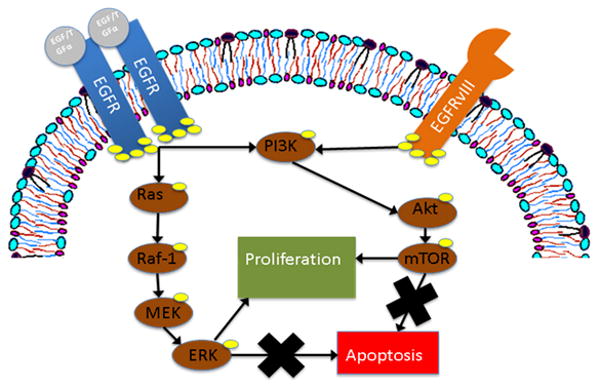 EGF/T
GFα
EGF/T
GFα
EGFR
EGFR
EGFRvIII
PI3K
Ras
Akt
Raf-1
Proliferation
mTOR
MEK
ERK
Apoptosis